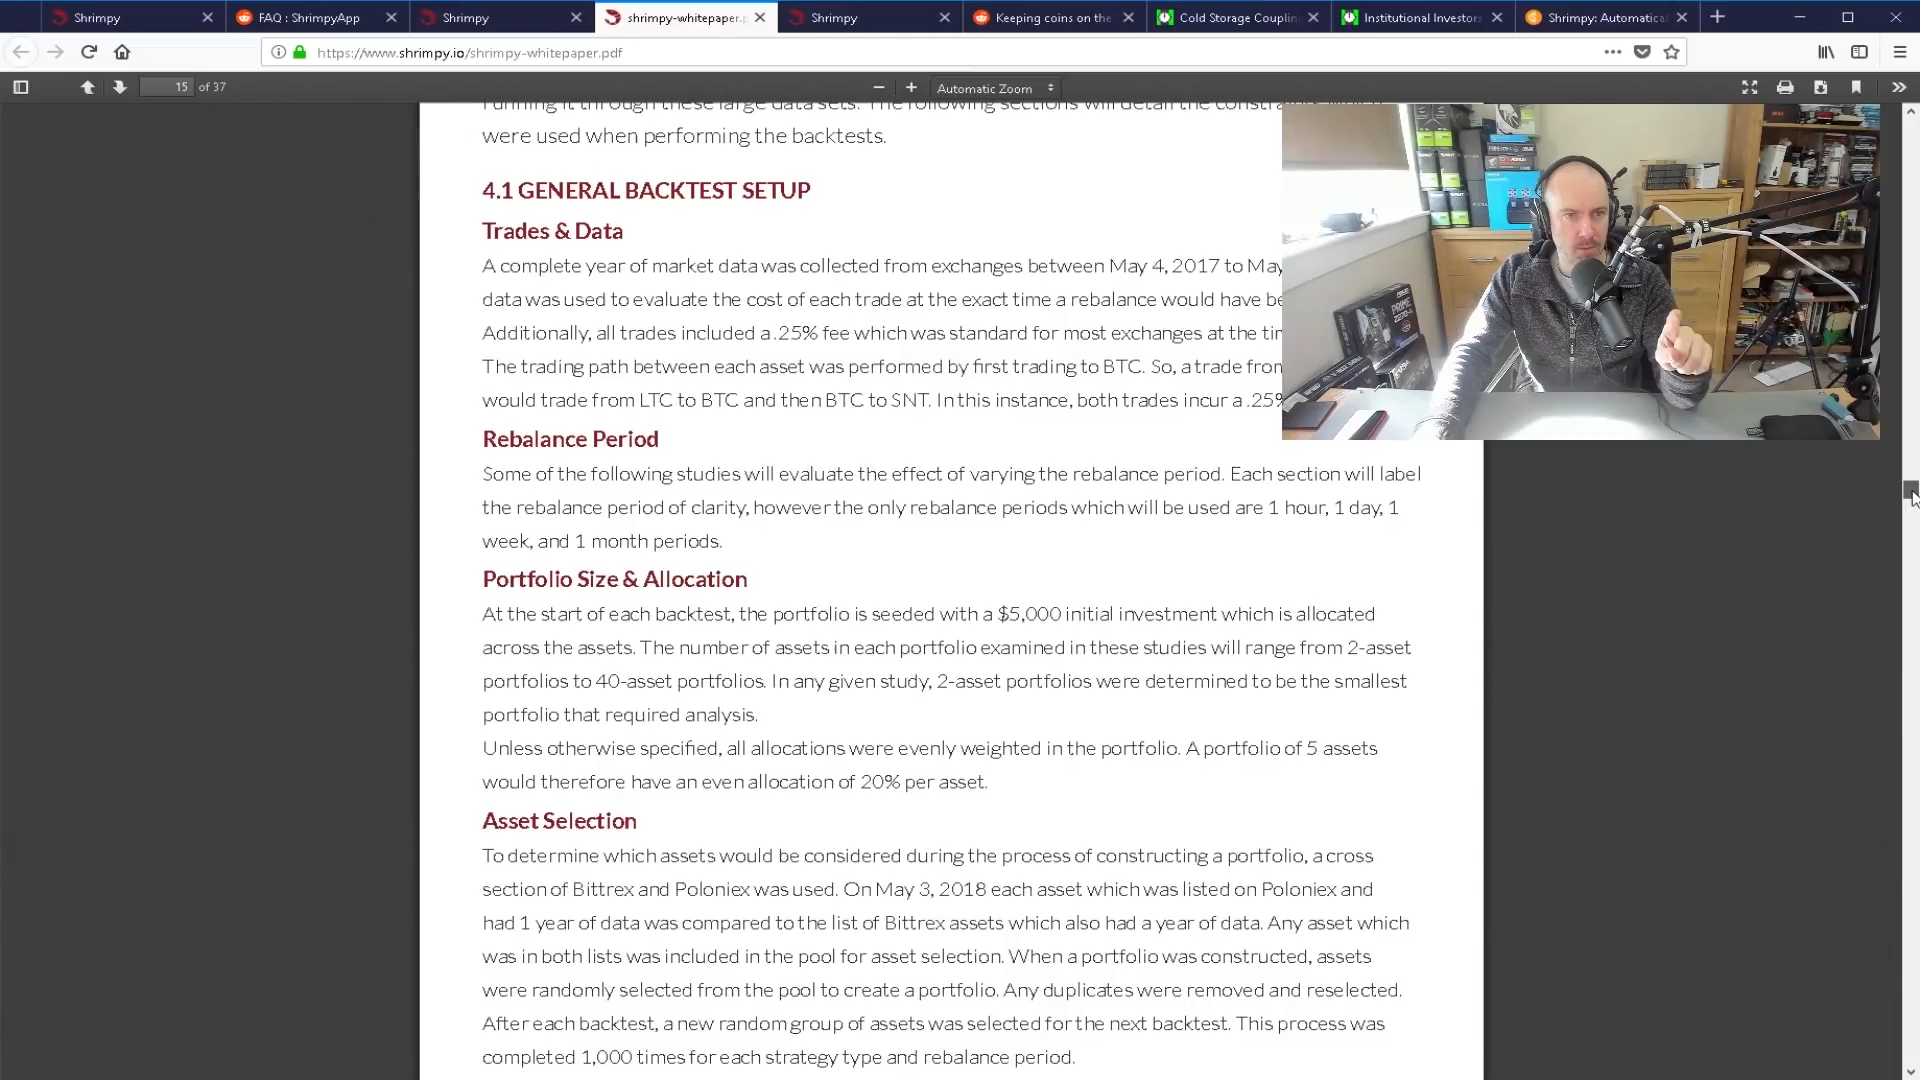 Shrimpy
FAQ : ShrimpyApp
Shrimpy
shrimpy-whitepaper.p
Shrimpy
Keeping coins on the
Cold Storage Couplin
Institutional Investors
Shrimpy: Automatical
https://www.shrimpy.io/shrimpy-whitepaper.pdf
15 of 37
Automatic Zoom
running it through these large data sets. The following sections will detail the
were used when performing the backtests.
4.1 GENERAL BACKTEST SETUP
Trades & Data
A complete year of market data was collected from exchanges between May 4, 2017 to May
data was used to evaluate the cost of each trade at the exact time a rebalance would have be
Additionally, all trades included a .25% fee which was standard for most exchanges at the tim
The trading path between each asset was performed by first trading to BTC. So, a trade from
would trade from LTC to BTC and then BTC to SNT. In this instance, both trades incur a .25%
Rebalance Period
Some of the following studies will evaluate the effect of varying the rebalance period. Each section will label
the rebalance period of clarity, however the only rebalance periods which will be used are 1 hour, 1 day, 1
week, and 1 month periods.
Portfolio Size & Allocation
At the start of each backtest, the portfolio is seeded with a $5,000 initial investment which is allocated
across the assets. The number of assets in each portfolio examined in these studies will range from 2-asset
portfolios to 40-asset portfolios. In any given study, 2-asset portfolios were determined to be the smallest
portfolio that required analysis.
Unless otherwise specified, all allocations were evenly weighted in the portfolio. A portfolio of 5 assets
would therefore have an even allocation of 20% per asset.
Asset Selection
To determine which assets would be considered during the process of constructing a portfolio, a cross
section of Bittrex and Poloniex was used. On May 3, 2018 each asset which was listed on Poloniex and
had 1 year of data was compared to the list of Bittrex assets which also had a year of data. Any asset which
was in both lists was included in the pool for asset selection. When a portfolio was constructed, assets
were randomly selected from the pool to create a portfolio. Any duplicates were removed and reselected.
After each backtest, a new random group of assets was selected for the next backtest. This process was
completed 1,000 times for each strategy type and rebalance period.
PRIME